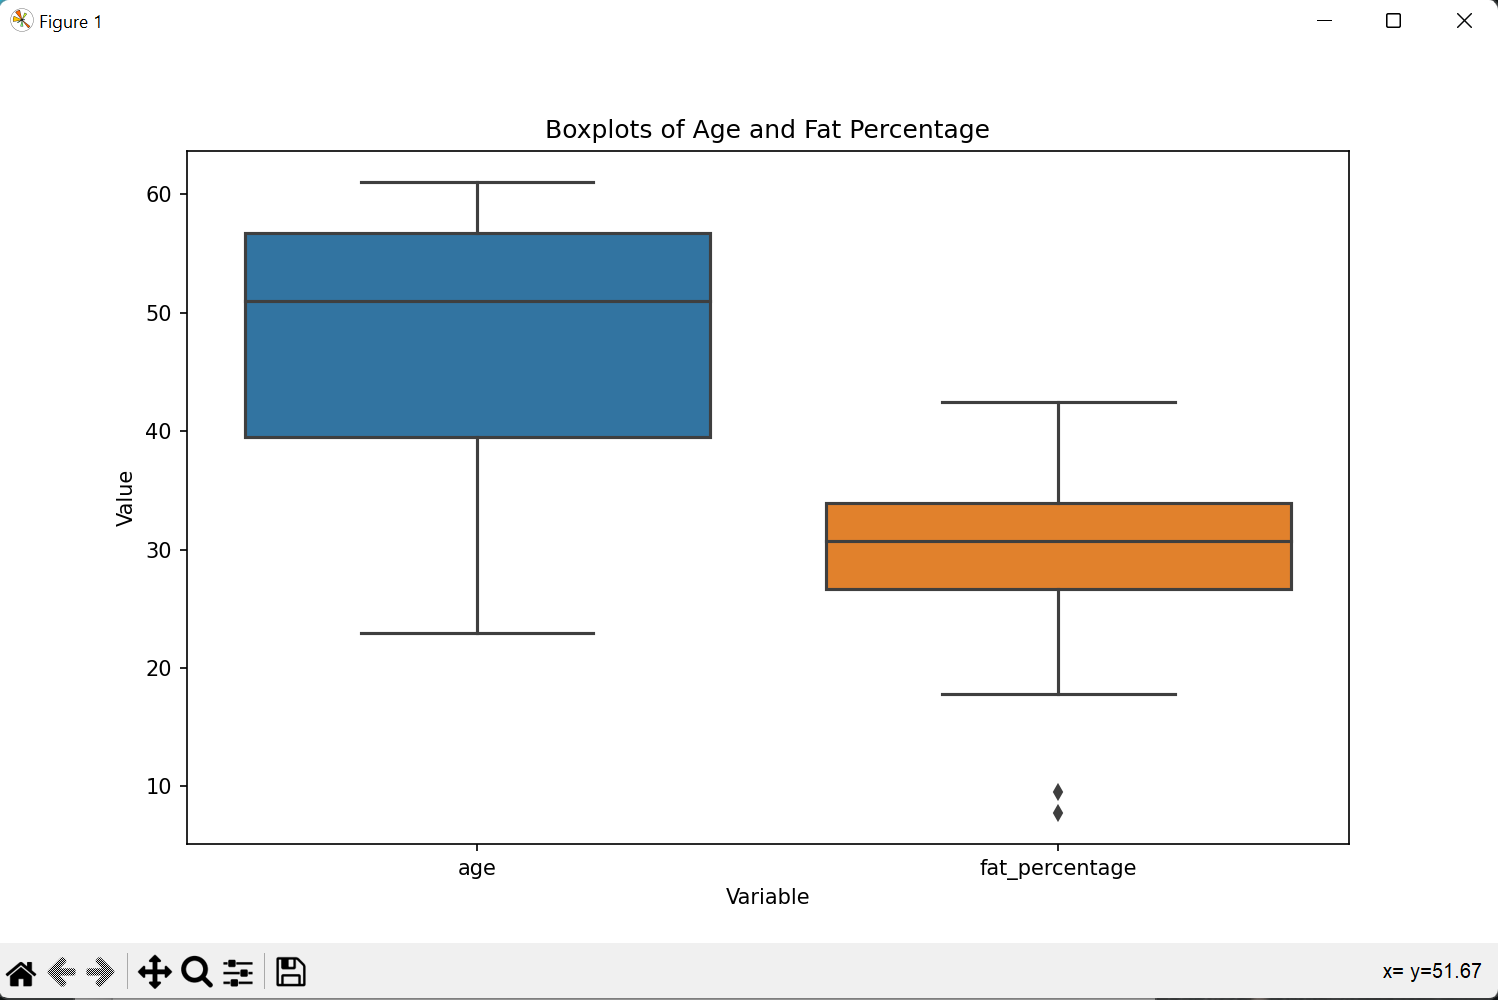 Figure 1
Boxplots of Age and Fat Percentage
60
50
40
30
20
10
Value
age
fat_percentage
Variable
x= y=51.67